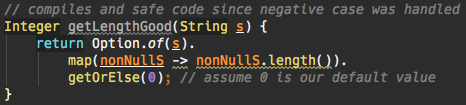 // compiles and safe code since negative case was handled
Integer getLengthGood(String s) {
    return Option.of(s).
        map(nonNullS -> nonNullS.length()).
        getOrElse(0); // assume 0 is our default value
}